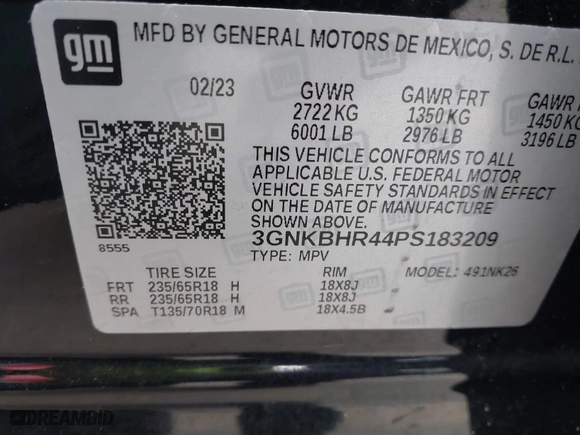 gm
MFD BY GENERAL MOTORS DE MEXICO, S. DE R.L.
02/23 GVWR GAWR FRT GAWR
2722 KG 1350 KG 1450 KG
6001 LB 2976 LB 3196 LB
THIS VEHICLE CONFORMS TO ALL
APPLICABLE U.S. FEDERAL MOTOR
VEHICLE SAFETY STANDARDS IN EFFECT
ON THE DATE OF MANUFACTURE
SHOWN ABOVE.
3GNKBHR44PS183209
8555 TYPE: MPV MODEL: 491NK26
TIRE SIZE RIM
FRT 235/65R18 H 18X8J
RR 235/65R18 H 18X8J
SPA T135/70R18 M 18X4.5B
DREAMBID